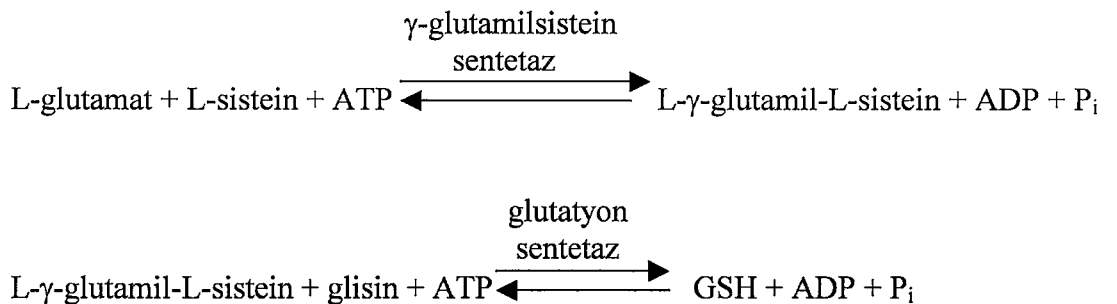 γ-glutamilsistein
sentetaz
L-glutamat + L-sistein + ATP L-γ-glutamil-L-sistein + ADP + Pi
glutatyon
sentetaz
L-γ-glutamil-L-sistein + glisin + ATP GSH + ADP + Pi